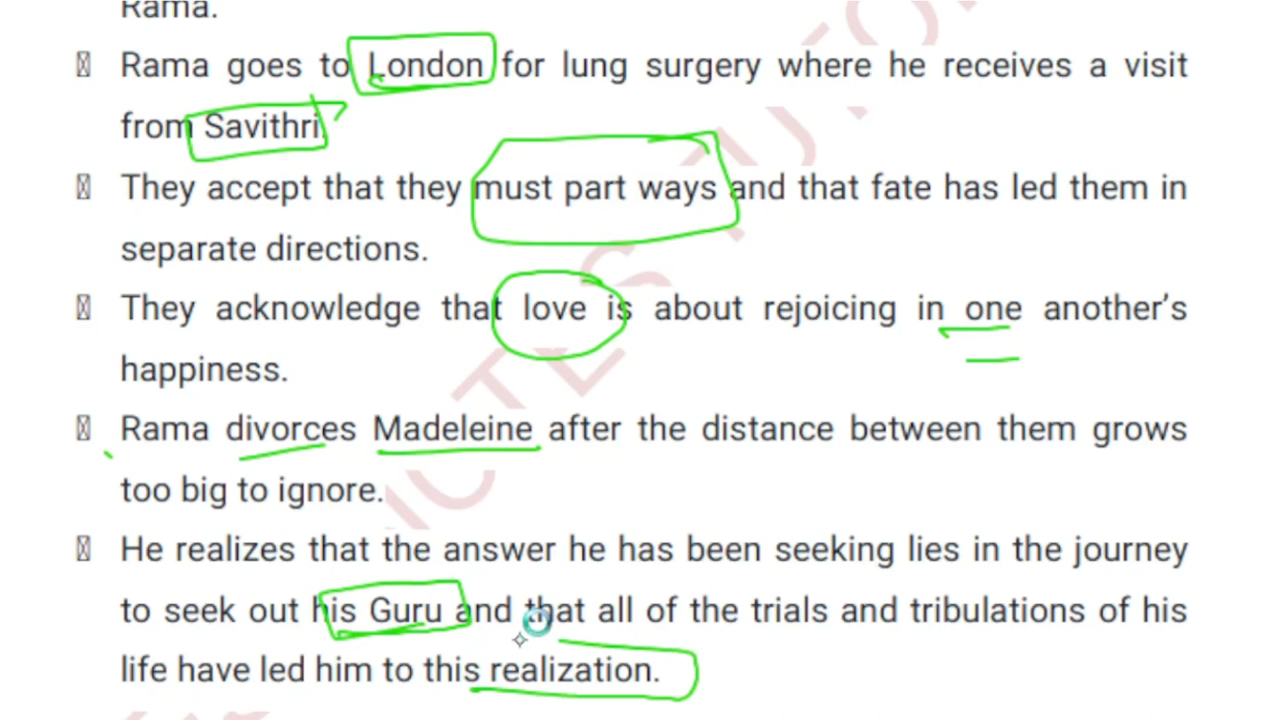 Rama.
Rama goes to London for lung surgery where he receives a visit
from Savithri.
They accept that they must part ways and that fate has led them in
separate directions.
They acknowledge that love is about rejoicing in one another's
happiness.
Rama divorces Madeleine after the distance between them grows
too big to ignore.
He realizes that the answer he has been seeking lies in the journey
to seek out his Guru and that all of the trials and tribulations of his
life have led him to this realization.